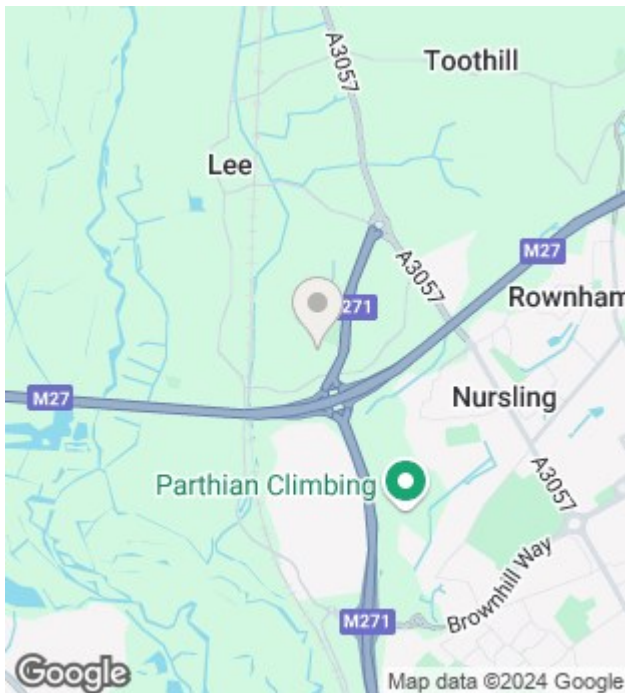 A3057
Toothill
Lee
M27
A3057
271
Rownham
M27
Nursling
Parthian Climbing
A3057
Brownhill Way
M271
Google
Map data ©2024 Google